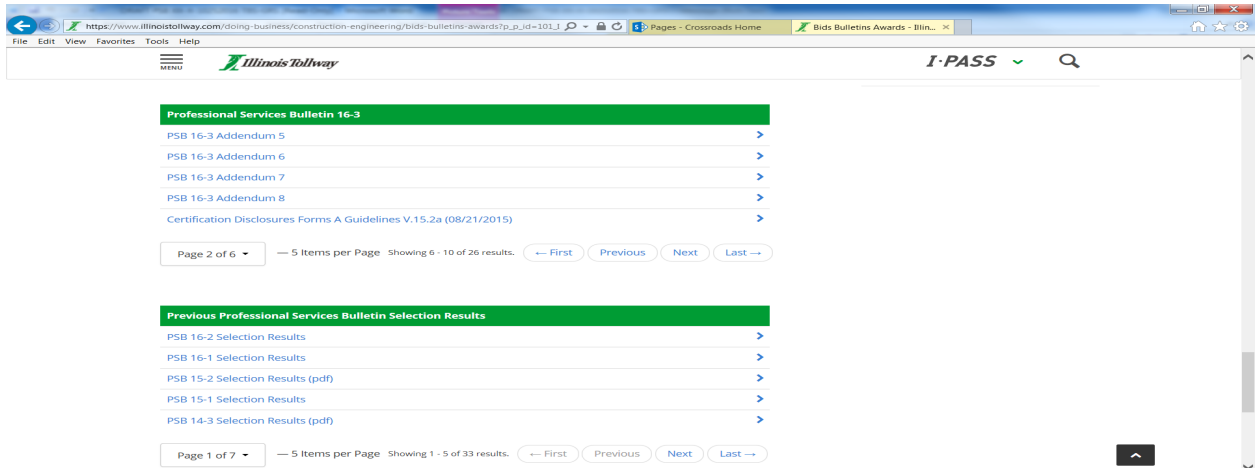 https://www.illinoistollway.com/doing-business/construction-engineering/bids-bulletins-awards?p_p_id=101_I
Pages - Crossroads Home
Bids Bulletins Awards - Illin...
File Edit View Favorites Tools Help
MENU
Illinois Tollway
I·PASS
Professional Services Bulletin 16-3
PSB 16-3 Addendum 5
PSB 16-3 Addendum 6
PSB 16-3 Addendum 7
PSB 16-3 Addendum 8
Certification Disclosures Forms A Guidelines V.15.2a (08/21/2015)
Page 2 of 6 — 5 Items per Page Showing 6 - 10 of 26 results. ← First Previous Next Last →
Previous Professional Services Bulletin Selection Results
PSB 16-2 Selection Results
PSB 16-1 Selection Results
PSB 15-2 Selection Results (pdf)
PSB 15-1 Selection Results
PSB 14-3 Selection Results (pdf)
Page 1 of 7 — 5 Items per Page Showing 1 - 5 of 33 results. ← First Previous Next Last →